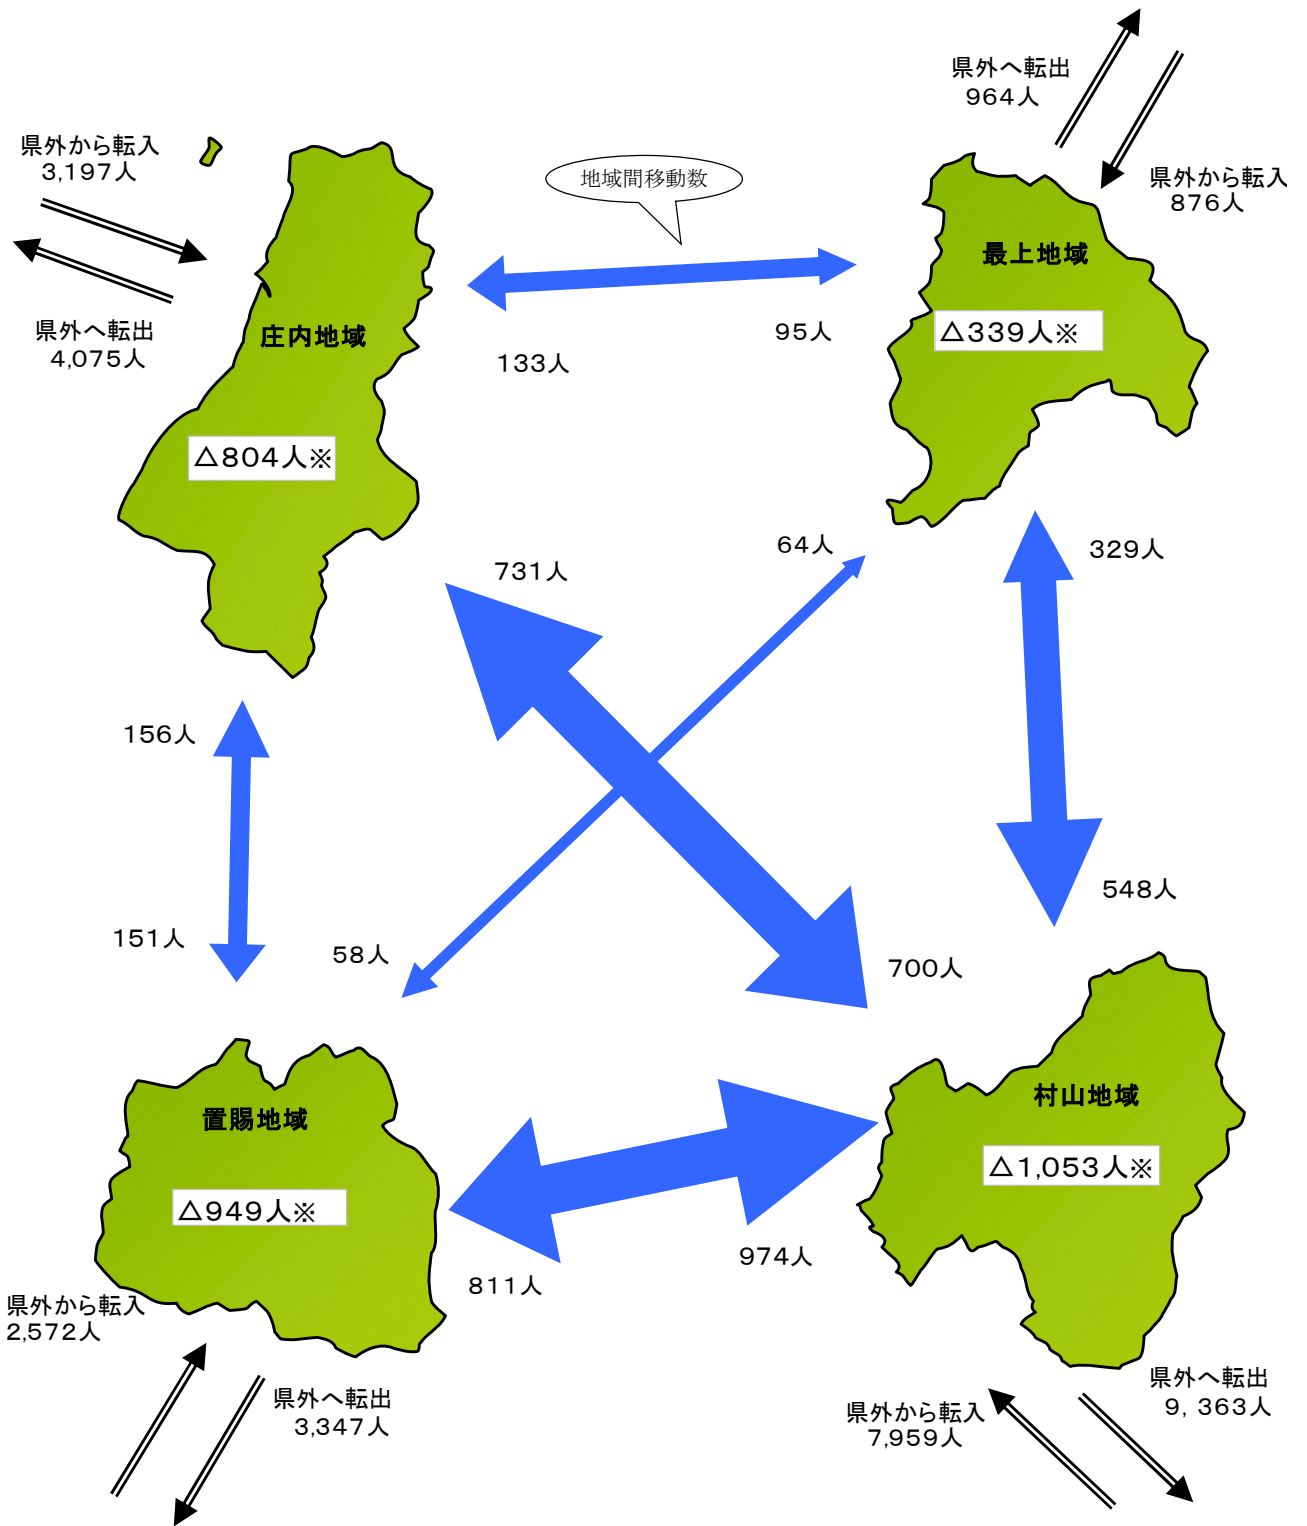 県外へ転出
964人
県外から転入
3,197人
地域間移動数
県外から転入
876人
最上地域
△339人※
県外へ転出
4,075人
庄内地域
95人
133人
△804人※
64人
731人
329人
156人
548人
151人
58人
700人
村山地域
△1,053人※
置賜地域
△949人※
974人
811人
県外から転入
2,572人
県外へ転出
3,347人
県外から転入
7,959人
県外へ転出
9,363人